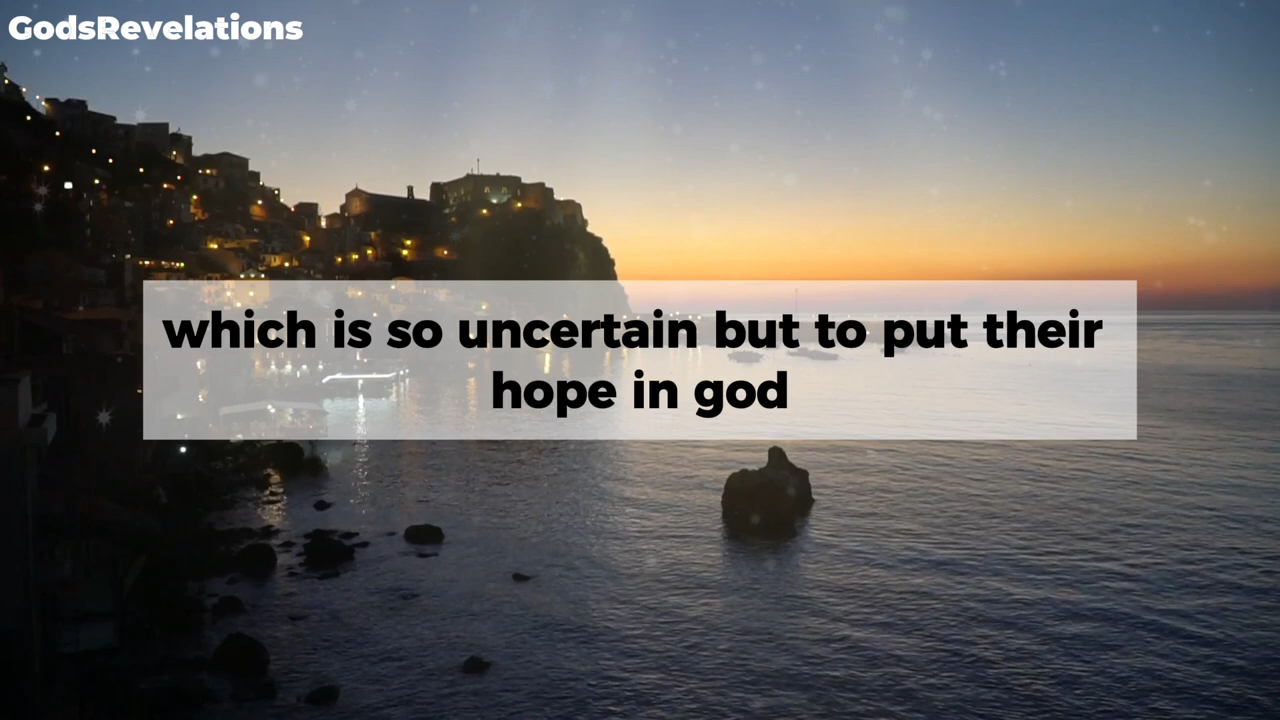 GodsRevelations
which is so uncertain but to put their
hope in god